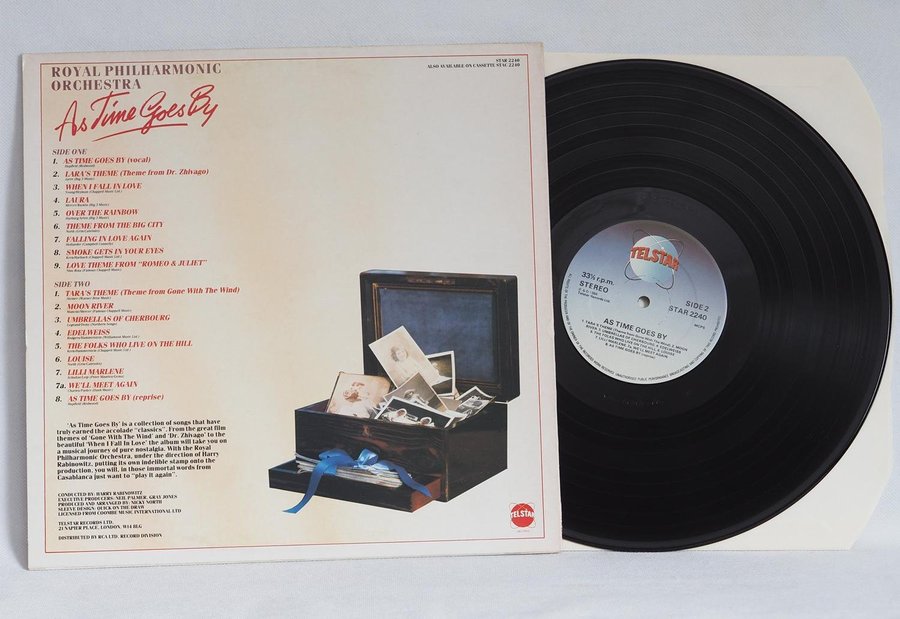 ROYAL PHILHARMONIC
ORCHESTRA
As Time Goes By
STAR 2240
ALSO AVAILABLE ON CASSETTE STAC 2240
SIDE ONE
1. AS TIME GOES BY (vocal)
2. LARA'S THEME (Theme from Dr. Zhivago)
3. WHEN I FALL IN LOVE
4. LAURA
5. OVER THE RAINBOW
6. THEME FROM THE BIG CITY
7. FALLING IN LOVE AGAIN
8. SMOKE GETS IN YOUR EYES
9. LOVE THEME FROM "ROMEO & JULIET"
SIDE TWO
1. TARA'S THEME (Theme from Gone With The Wind)
2. MOON RIVER
3. UMBRELLAS OF CHERBOURG
4. EDELWEISS
5. THE FOLKS WHO LIVE ON THE HILL
6. LOUISE
7. LILLI MARLENE
7a. WE'LL MEET AGAIN
8. AS TIME GOES BY (reprise)
'As Time Goes By' is a collection of songs that have
truly earned the accolade "classics". From the great film
themes of 'Gone With The Wind' and 'Dr. Zhivago' to the
beautiful 'When I Fall In Love' the album will take you on
a musical journey of pure nostalgia. With the Royal
Philharmonic Orchestra, under the direction of Harry
Rabinowitz, putting its own indelible stamp onto the
production, you will, in those immortal words from
Casablanca just want to "play it again".
CONDUCTED BY: HARRY RABINOWITZ
EXECUTIVE PRODUCERS: NEIL PALMER, GRAY JONES
PRODUCED AND ARRANGED BY: NICKY NORTH
SLEEVE DESIGN: QUICK ON THE DRAW
LICENSED FROM COOMBE MUSIC INTERNATIONAL LTD
TELSTAR RECORDS LTD.
21 NAPIER PLACE, LONDON, W14 8LG
DISTRIBUTED BY RCA LTD. RECORD DIVISION
TELSTAR
TELSTAR
33⅓ r.p.m.
STEREO
SIDE 2
STAR 2240
MCPS
AS TIME GOES BY